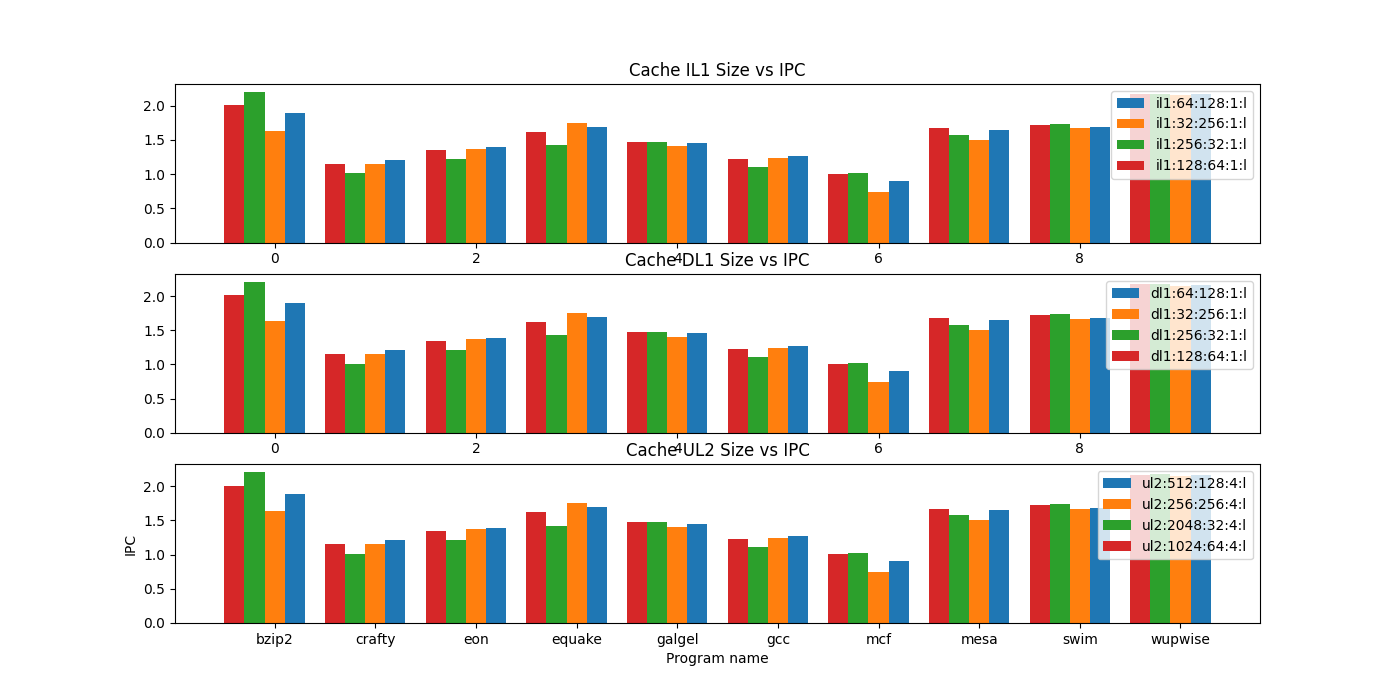 Cache IL1 Size vs IPC
2.0
1.5
1.0
0.5
0.0
il1:64:128:1:l
il1:32:256:1:l
il1:256:32:1:l
il1:128:64:1:l
0 2 4 6 8
Cache DL1 Size vs IPC
2.0
1.5
1.0
0.5
0.0
dl1:64:128:1:l
dl1:32:256:1:l
dl1:256:32:1:l
dl1:128:64:1:l
0 2 4 6 8
Cache UL2 Size vs IPC
IPC
2.0
1.5
1.0
0.5
0.0
ul2:512:128:4:l
ul2:256:256:4:l
ul2:2048:32:4:l
ul2:1024:64:4:l
bzip2 crafty eon equake galgel gcc mcf mesa swim wupwise
Program name